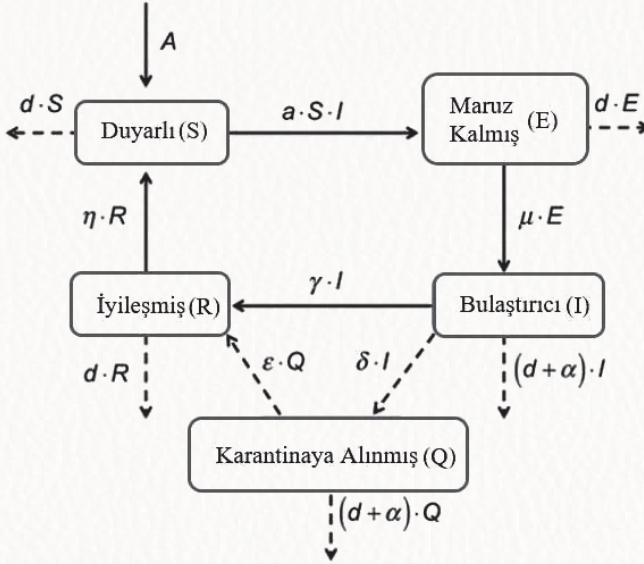 A
d·S
Duyarlı (S)
a·S·I
Maruz
Kalmış (E)
d·E
η·R
μ·E
İyileşmiş (R)
γ·I
Bulaştırıcı (I)
d·R
ε·Q
δ·I
(d+α)·I
Karantinaya Alınmış (Q)
(d+α)·Q